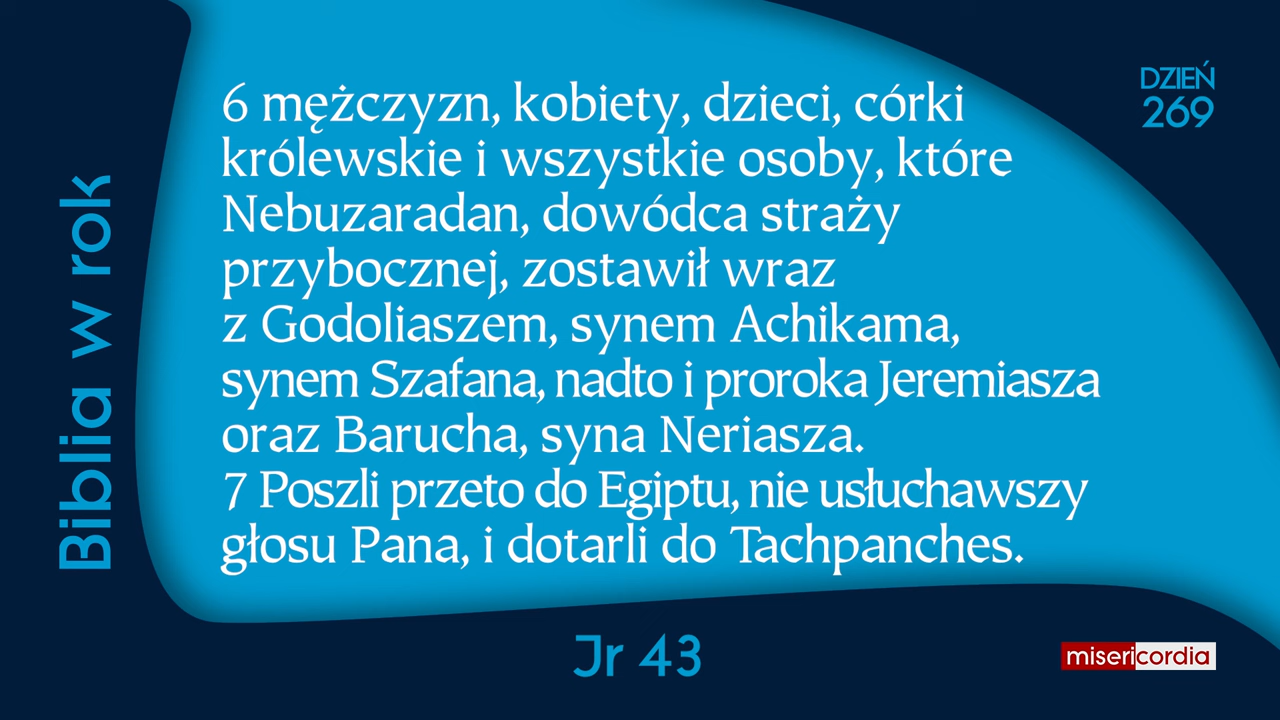 DZIEŃ
269
6 mężczyzn, kobiety, dzieci, córki
królewskie i wszystkie osoby, które
Nebuzaradan, dowódca straży
przybocznej, zostawił wraz
z Godoliaszem, synem Achikama,
synem Szafana, nadto i proroka Jeremiasza
oraz Barucha, syna Neriasza.
7 Poszli przeto do Egiptu, nie usłuchawszy
głosu Pana, i dotarli do Tachpanches.
Biblia w rok
Jr 43
misericordia